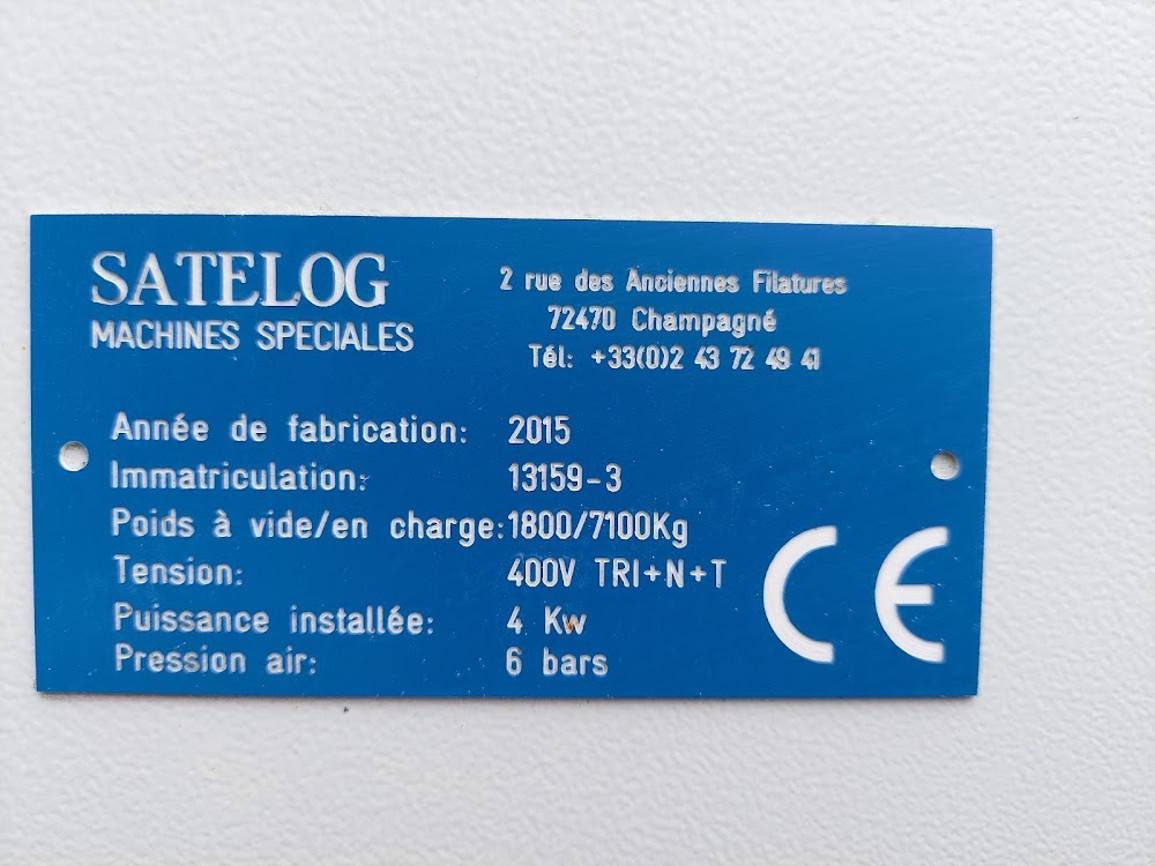 SATELOG
MACHINES SPECIALES
2 rue des Anciennes Filatures
72470 Champagné
Tél: +33(0)2 43 72 49 41
Année de fabrication: 2015
Immatriculation: 13159-3
Poids à vide/en charge: 1800/7100Kg
Tension: 400V TRI+N+T
Puissance installée: 4 Kw
Pression air: 6 bars
CE